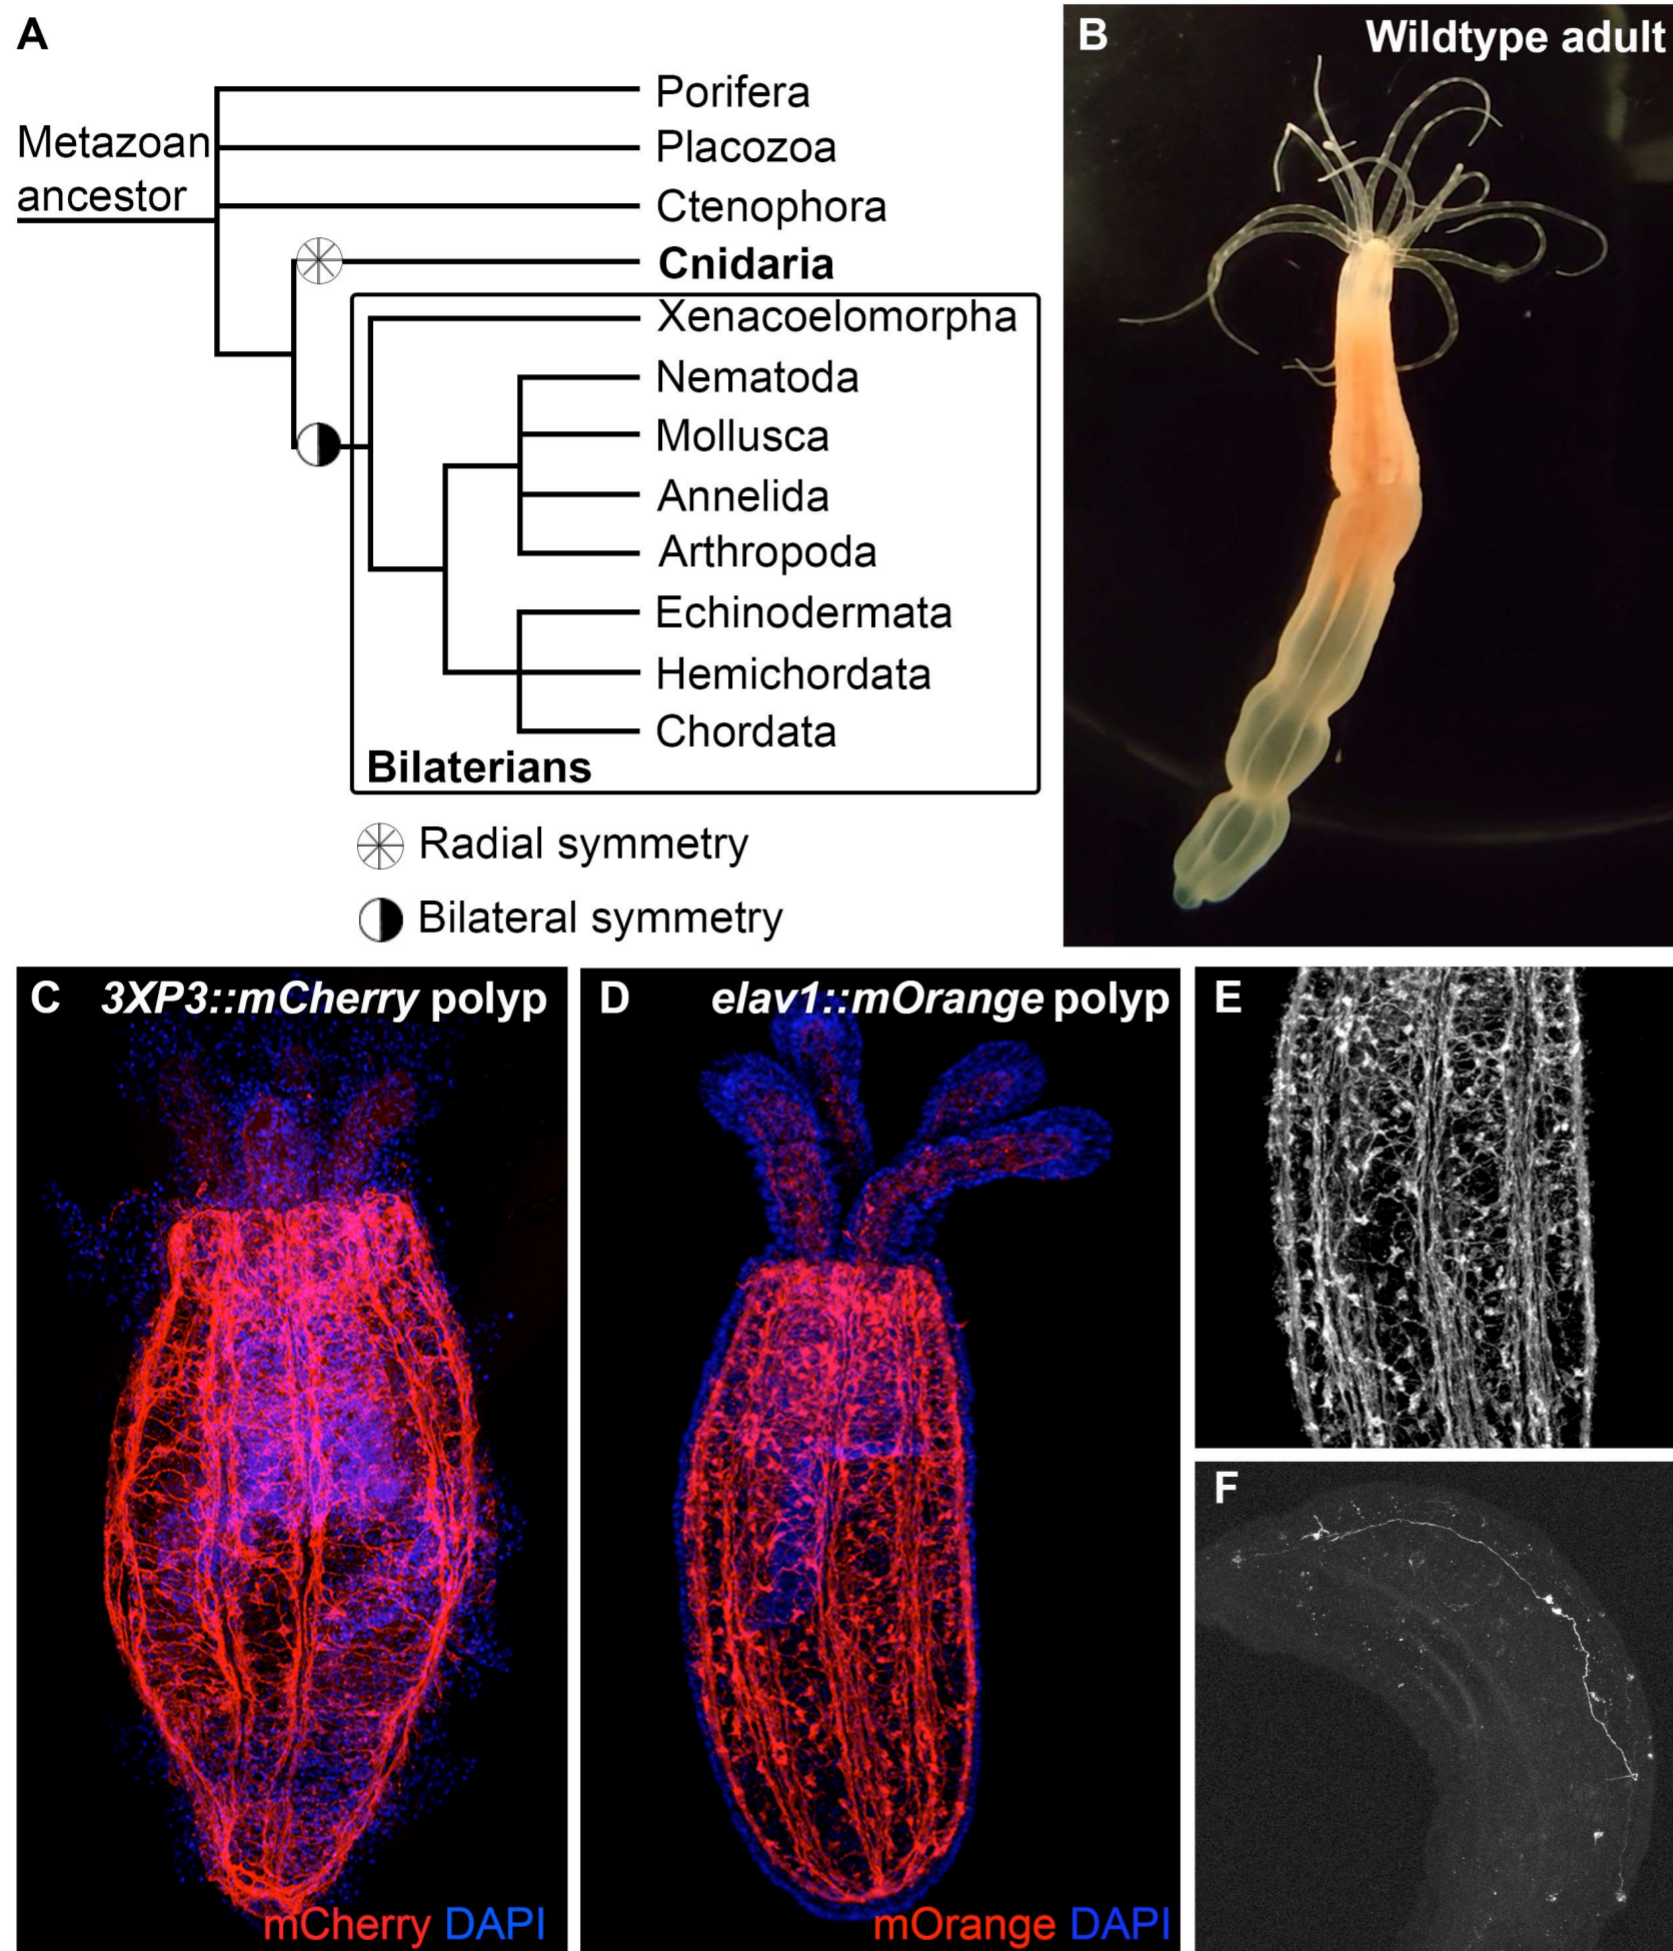 A
Metazoan
ancestor
Porifera
Placozoa
Ctenophora
Cnidaria
Xenacoelomorpha
Nematoda
Mollusca
Annelida
Arthropoda
Echinodermata
Hemichordata
Chordata
Bilaterians
Radial symmetry
Bilateral symmetry
B Wildtype adult
C 3XP3::mCherry polyp
mCherry DAPI
D elav1::mOrange polyp
mOrange DAPI
E
F